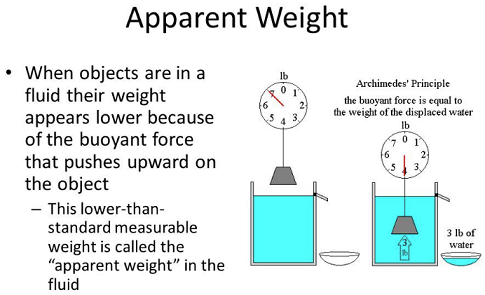 Apparent Weight
• When objects are in a
fluid their weight
appears lower because
of the buoyant force
that pushes upward on
the object
– This lower-than-
standard measurable
weight is called the
“apparent weight” in the
fluid
lb
7 0 1
6 2
5 4 3
Archimedes' Principle
the buoyant force is equal to
the weight of the displaced water
lb
7 0 1
6 2
5 4 3
3
lb
3 lb of
water